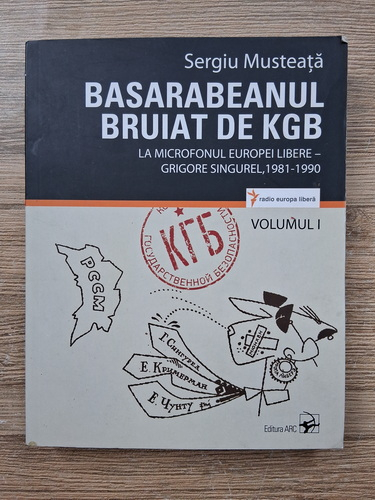 Sergiu Musteață
BASARABEANUL
BRUIAT DE KGB
LA MICROFONUL EUROPEI LIBERE –
GRIGORE SINGUREL,1981-1990
radio europa liberă
VOLUMUL I
КГБ
ГОСУДАРСТВЕННОЙ БЕЗОПАСНОСТИ
РССМ
Г. Сингурел
Е. Кримерман
Е. Чунту
Editura ARC